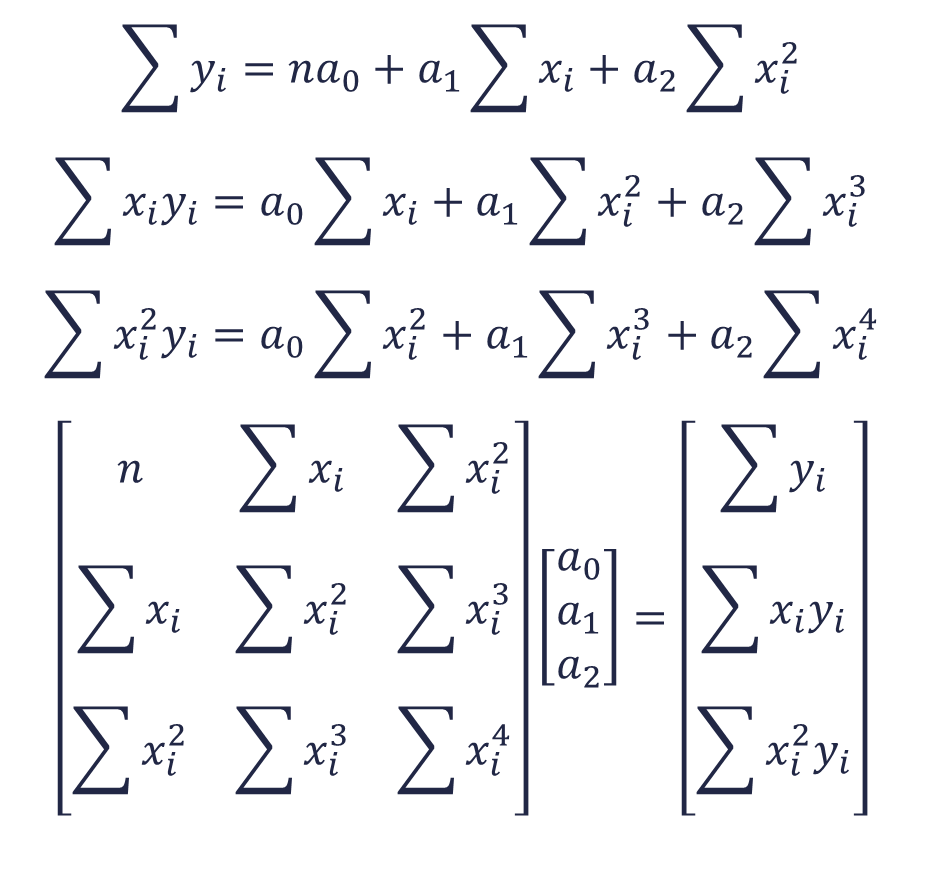 ∑ yᵢ = na₀ + a₁ ∑ xᵢ + a₂ ∑ xᵢ²
∑ xᵢyᵢ = a₀ ∑ xᵢ + a₁ ∑ xᵢ² + a₂ ∑ xᵢ³
∑ xᵢ²yᵢ = a₀ ∑ xᵢ² + a₁ ∑ xᵢ³ + a₂ ∑ xᵢ⁴
[n ∑ xᵢ ∑ xᵢ²
∑ xᵢ ∑ xᵢ² ∑ xᵢ³
∑ xᵢ² ∑ xᵢ³ ∑ xᵢ⁴]
[a₀
a₁
a₂]
=
[∑ yᵢ
∑ xᵢyᵢ
∑ xᵢ²yᵢ]